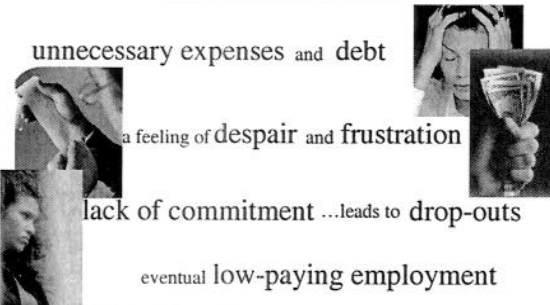 unnecessary expenses and debt
a feeling of despair and frustration
lack of commitment ...leads to drop-outs
eventual low-paying employment